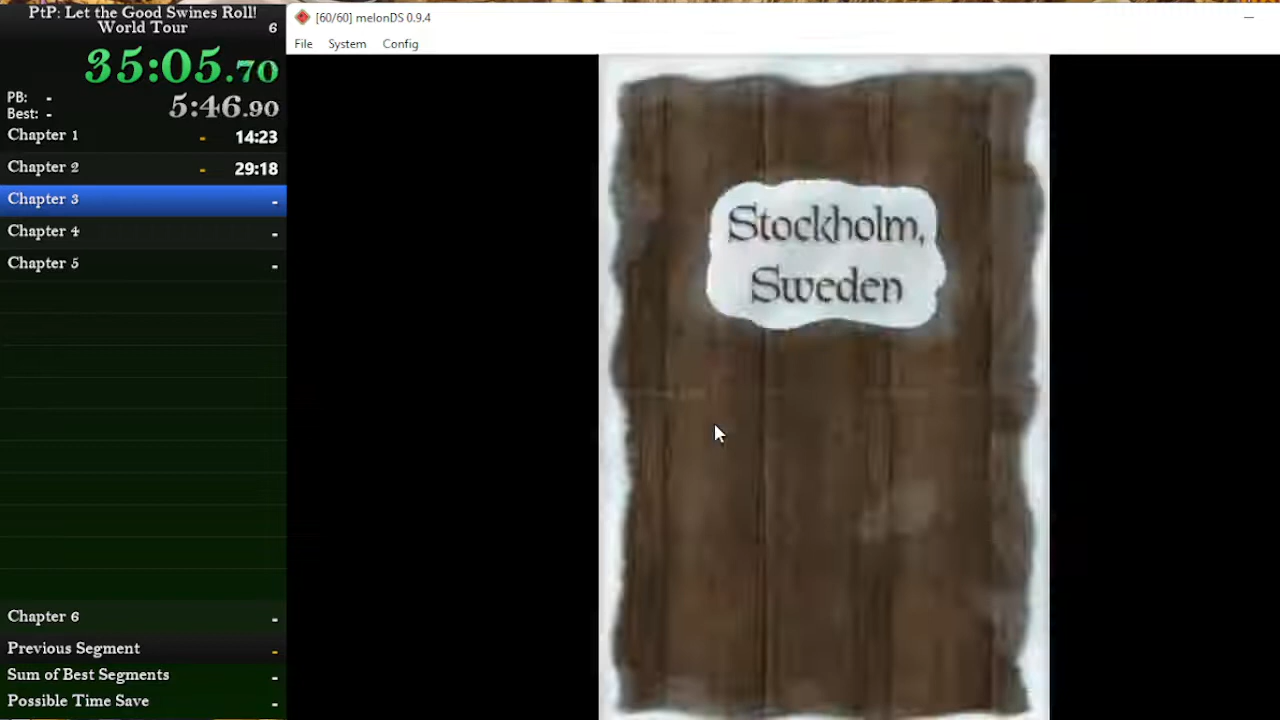 PtP: Let the Good Swines Roll!
World Tour 6
35:05.70
PB: -
5:46.90
Best: -
Chapter 1 - 14:23
Chapter 2 - 29:18
Chapter 3 -
Chapter 4 -
Chapter 5 -
Chapter 6 -
Previous Segment -
Sum of Best Segments -
Possible Time Save -
[60/60] melonDS 0.9.4
File System Config
Stockholm,
Sweden